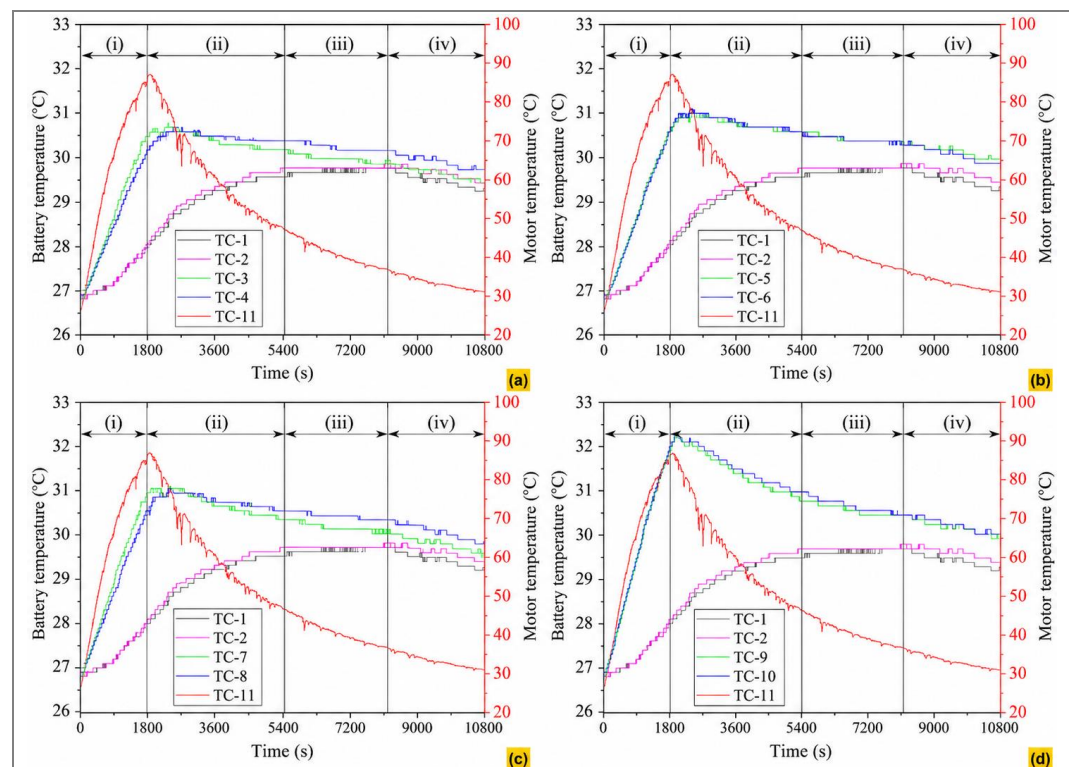 33
32
31
30
29
28
27
26
Battery temperature (°C)
(i)
(ii)
(iii)
(iv)
TC-1
TC-2
TC-3
TC-4
TC-11
0
1800
3600
5400
7200
9000
10800
Time (s)
100
90
80
70
60
50
40
30
20
Motor temperature (°C)
(a)
33
32
31
30
29
28
27
26
Battery temperature (°C)
(i)
(ii)
(iii)
(iv)
TC-1
TC-2
TC-5
TC-6
TC-11
0
1800
3600
5400
7200
9000
10800
Time (s)
100
90
80
70
60
50
40
30
20
Motor temperature (°C)
(b)
33
32
31
30
29
28
27
26
Battery temperature (°C)
(i)
(ii)
(iii)
(iv)
TC-1
TC-2
TC-7
TC-8
TC-11
0
1800
3600
5400
7200
9000
10800
Time (s)
100
90
80
70
60
50
40
30
20
Motor temperature (°C)
(c)
33
32
31
30
29
28
27
26
Battery temperature (°C)
(i)
(ii)
(iii)
(iv)
TC-1
TC-2
TC-9
TC-10
TC-11
0
1800
3600
5400
7200
9000
10800
Time (s)
100
90
80
70
60
50
40
30
20
Motor temperature (°C)
(d)